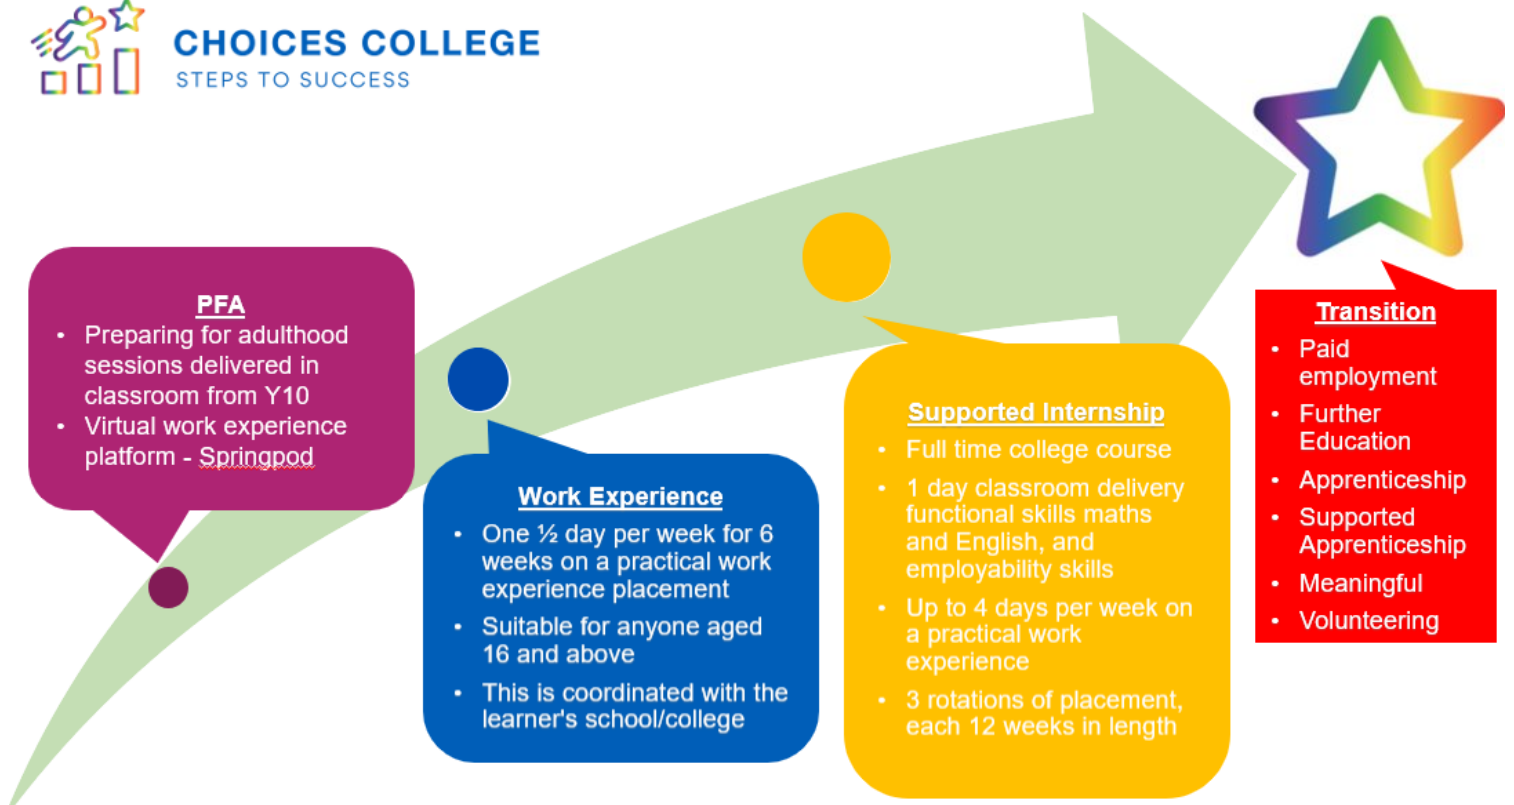 CHOICES COLLEGE
STEPS TO SUCCESS
PFA
• Preparing for adulthood
sessions delivered in
classroom from Y10
• Virtual work experience
platform - Springpod
Work Experience
• One ½ day per week for 6
weeks on a practical work
experience placement
• Suitable for anyone aged
16 and above
• This is coordinated with the
learner's school/college
Supported Internship
• Full time college course
• 1 day classroom delivery
functional skills maths
and English, and
employability skills
• Up to 4 days per week on
a practical work
experience
• 3 rotations of placement,
each 12 weeks in length
Transition
• Paid
employment
• Further
Education
• Apprenticeship
• Supported
Apprenticeship
• Meaningful
• Volunteering